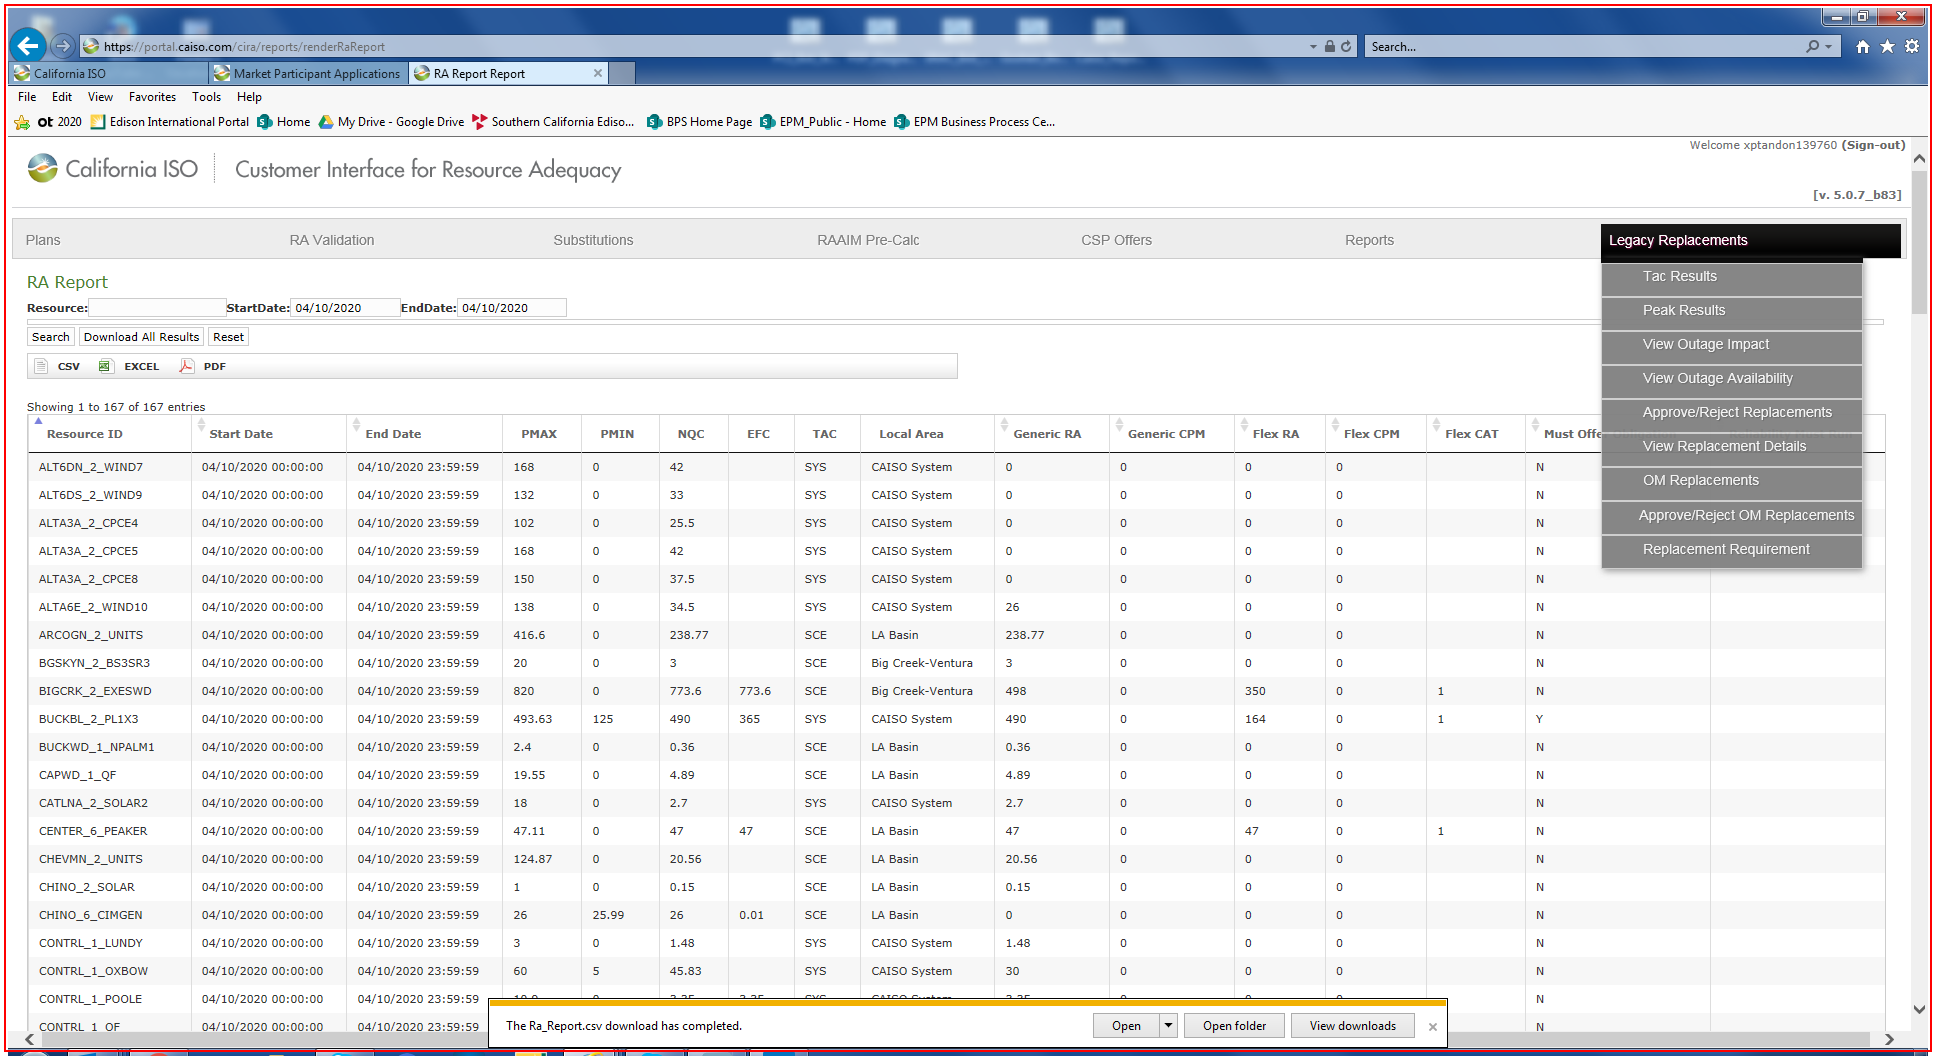 https://portal.caiso.com/cira/reports/renderRaReport
Search...
California ISO
Market Participant Applications
RA Report Report
File Edit View Favorites Tools Help
ot 2020 Edison International Portal Home My Drive - Google Drive Southern California Ediso... BPS Home Page EPM_Public - Home EPM Business Process Ce...
Welcome xptandon139760 (Sign-out)
California ISO Customer Interface for Resource Adequacy
[v. 5.0.7_b83]
Plans RA Validation Substitutions RAAIM Pre-Calc CSP Offers Reports Legacy Replacements
Tac Results
Peak Results
View Outage Impact
View Outage Availability
Approve/Reject Replacements
View Replacement Details
OM Replacements
Approve/Reject OM Replacements
Replacement Requirement
RA Report
Resource: StartDate: 04/10/2020 EndDate: 04/10/2020
Search Download All Results Reset
CSV EXCEL PDF
Showing 1 to 167 of 167 entries
Resource ID Start Date End Date PMAX PMIN NQC EFC TAC Local Area Generic RA Generic CPM Flex RA Flex CPM Flex CAT Must Offe
ALT6DN_2_WIND7 04/10/2020 00:00:00 04/10/2020 23:59:59 168 0 42 SYS CAISO System 0 0 0 0 N
ALT6DS_2_WIND9 04/10/2020 00:00:00 04/10/2020 23:59:59 132 0 33 SYS CAISO System 0 0 0 0 N
ALTA3A_2_CPCE4 04/10/2020 00:00:00 04/10/2020 23:59:59 102 0 25.5 SYS CAISO System 0 0 0 0 N
ALTA3A_2_CPCE5 04/10/2020 00:00:00 04/10/2020 23:59:59 168 0 42 SYS CAISO System 0 0 0 0 N
ALTA3A_2_CPCE8 04/10/2020 00:00:00 04/10/2020 23:59:59 150 0 37.5 SYS CAISO System 0 0 0 0 N
ALTA6E_2_WIND10 04/10/2020 00:00:00 04/10/2020 23:59:59 138 0 34.5 SYS CAISO System 26 0 0 0 N
ARCOGN_2_UNITS 04/10/2020 00:00:00 04/10/2020 23:59:59 416.6 0 238.77 SCE LA Basin 238.77 0 0 0 N
BGSKYN_2_BS3SR3 04/10/2020 00:00:00 04/10/2020 23:59:59 20 0 3 SCE Big Creek-Ventura 3 0 0 0 N
BIGCRK_2_EXESWD 04/10/2020 00:00:00 04/10/2020 23:59:59 820 0 773.6 773.6 SCE Big Creek-Ventura 498 0 350 0 1 N
BUCKBL_2_PL1X3 04/10/2020 00:00:00 04/10/2020 23:59:59 493.63 125 490 365 SYS CAISO System 490 0 164 0 1 Y
BUCKWD_1_NPALM1 04/10/2020 00:00:00 04/10/2020 23:59:59 2.4 0 0.36 SCE LA Basin 0.36 0 0 0 N
CAPWD_1_QF 04/10/2020 00:00:00 04/10/2020 23:59:59 19.55 0 4.89 SCE LA Basin 4.89 0 0 0 N
CATLNA_2_SOLAR2 04/10/2020 00:00:00 04/10/2020 23:59:59 18 0 2.7 SYS CAISO System 2.7 0 0 0 N
CENTER_6_PEAKER 04/10/2020 00:00:00 04/10/2020 23:59:59 47.11 0 47 47 SCE LA Basin 47 0 47 0 1 N
CHEVMN_2_UNITS 04/10/2020 00:00:00 04/10/2020 23:59:59 124.87 0 20.56 SCE LA Basin 20.56 0 0 0 N
CHINO_2_SOLAR 04/10/2020 00:00:00 04/10/2020 23:59:59 1 0 0.15 SCE LA Basin 0.15 0 0 0 N
CHINO_6_CIMGEN 04/10/2020 00:00:00 04/10/2020 23:59:59 26 25.99 26 0.01 SCE LA Basin 0 0 0 0 N
CONTRL_1_LUNDY 04/10/2020 00:00:00 04/10/2020 23:59:59 3 0 1.48 SYS CAISO System 1.48 0 0 0 N
CONTRL_1_OXBOW 04/10/2020 00:00:00 04/10/2020 23:59:59 60 5 45.83 SYS CAISO System 30 0 0 0 N
CONTRL_1_POOLE 04/10/2020 00:00:00 04/10/2020 23:59:59 N
04/10/2020 00:00:00 04/10/2020 23:59:59 N
The Ra_Report.csv download has completed. Open Open folder View downloads